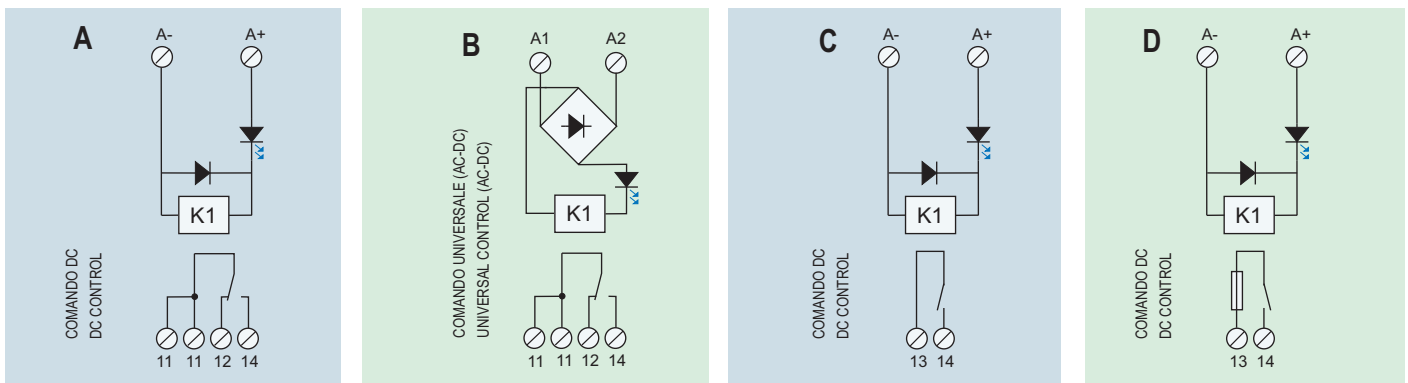 A
A-
A+
K1
COMANDO DC
DC CONTROL
11
11
12
14
B
A1
A2
K1
COMANDO UNIVERSALE (AC-DC)
UNIVERSAL CONTROL (AC-DC)
11
11
12
14
C
A-
A+
K1
COMANDO DC
DC CONTROL
13
14
D
A-
A+
K1
COMANDO DC
DC CONTROL
13
14